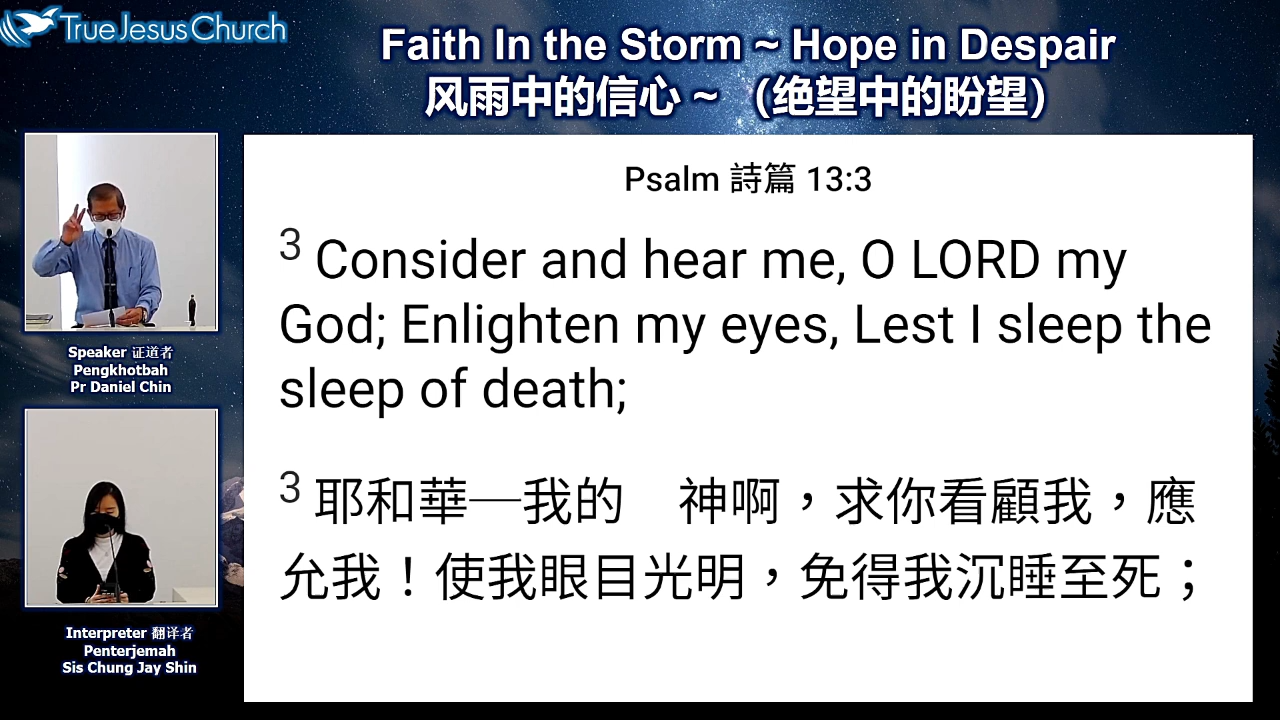 True Jesus Church
Faith In the Storm ~ Hope in Despair
风雨中的信心 ~ （绝望中的盼望）
Psalm 詩篇 13:3
3 Consider and hear me, O LORD my
God; Enlighten my eyes, Lest I sleep the
sleep of death;
3 耶和華─我的　神啊，求你看顧我，應
允我！使我眼目光明，免得我沉睡至死；
Speaker 证道者
Pengkhotbah
Pr Daniel Chin
Interpreter 翻译者
Penterjemah
Sis Chung Jay Shin